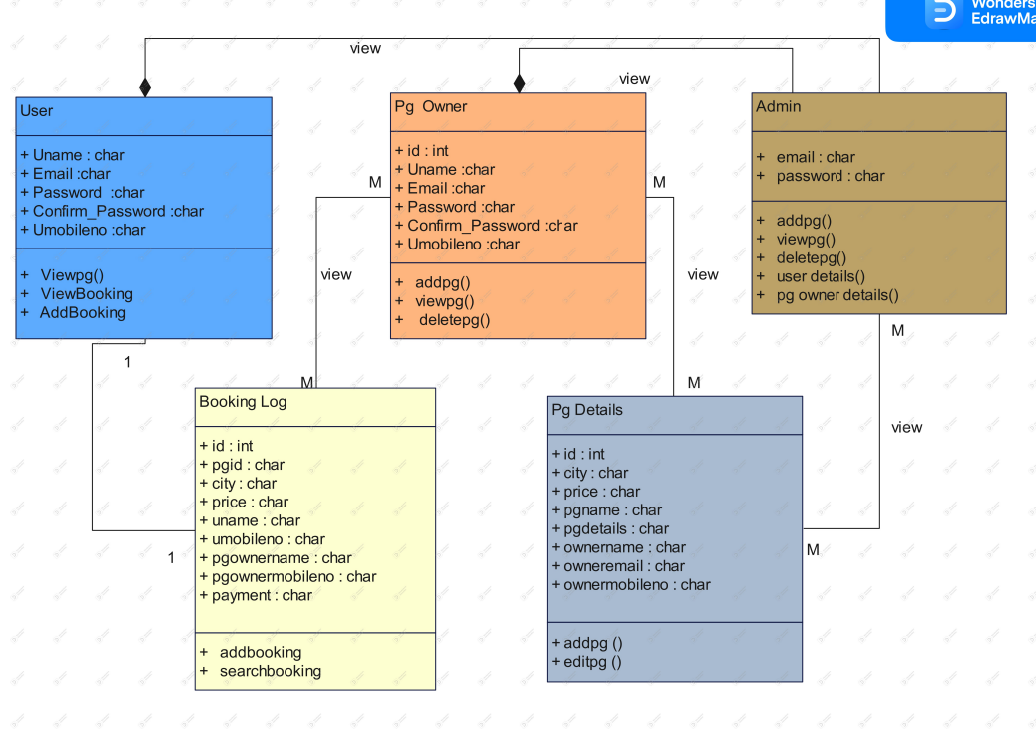 Wonders
EdrawMa
view
view
User
+ Uname : char
+ Email :char
+ Password :char
+ Confirm_Password :char
+ Umobileno :char
+ Viewpg()
+ ViewBooking
+ AddBooking
Pg Owner
+ id : int
+ Uname :char
+ Email :char
+ Password :char
+ Confirm_Password :char
+ Umobileno :char
+ addpg()
+ viewpg()
+ deletepg()
Admin
+ email : char
+ password : char
+ addpg()
+ viewpg()
+ deletepg()
+ user details()
+ pg owner details()
M
M
view
view
1
M
M
M
view
Booking Log
+ id : int
+ pgid : char
+ city : char
+ price : char
+ uname : char
+ umobileno : char
+ pgownername : char
+ pgownermobileno : char
+ payment : char
+ addbooking
+ searchbooking
1
Pg Details
+ id : int
+ city : char
+ price : char
+ pgname : char
+ pgdetails : char
+ ownername : char
+ owneremail : char
+ ownermobileno : char
+ addpg ()
+ editpg ()
M